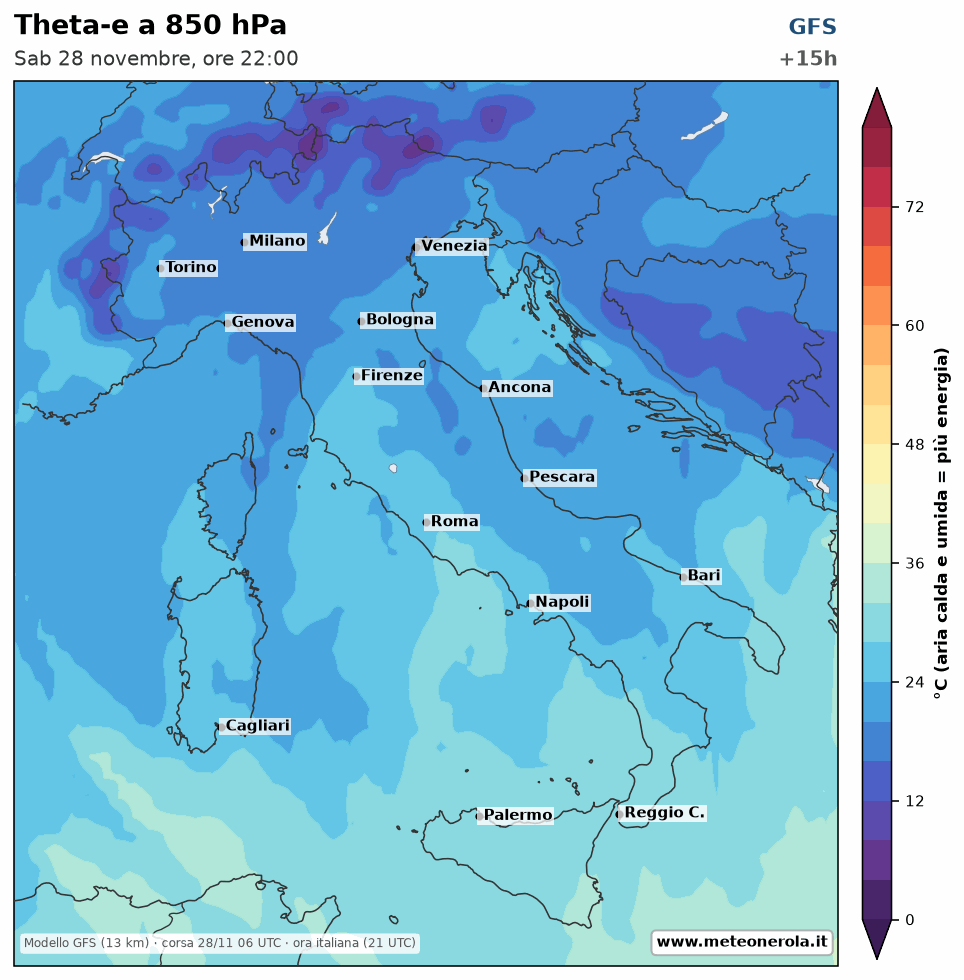 Theta-e a 850 hPa
GFS
Sab 28 novembre, ore 22:00
+15h
Milano
Venezia
Torino
Genova
Bologna
Firenze
Ancona
Pescara
Roma
Bari
Napoli
Cagliari
Palermo
Reggio C.
72
60
48
36
24
12
0
°C (aria calda e umida = più energia)
Modello GFS (13 km) · corsa 28/11 06 UTC · ora italiana (21 UTC)
www.meteonerola.it